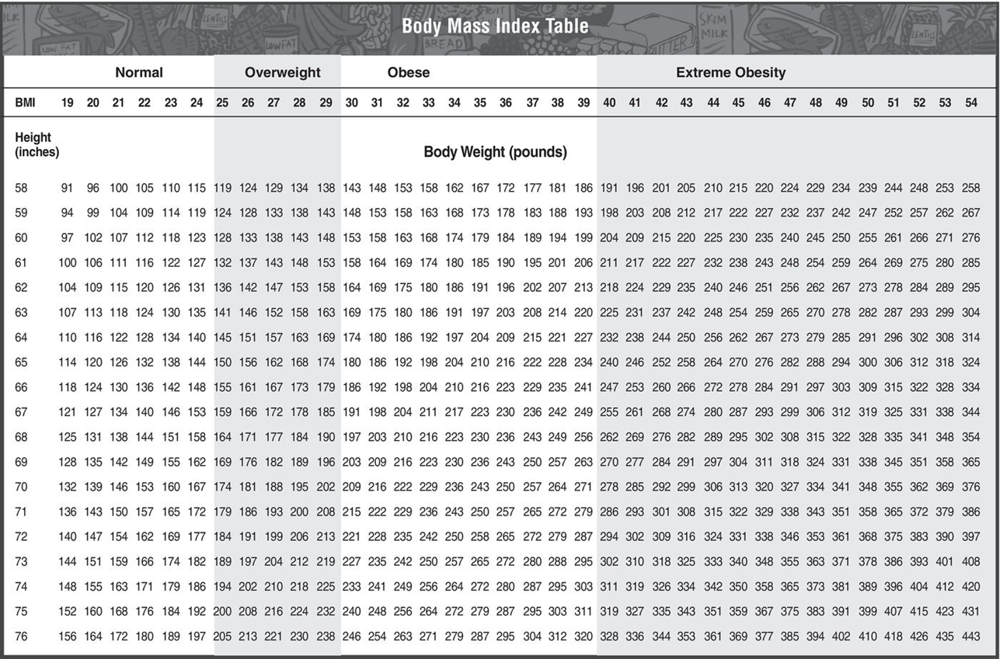 ILK
LENTILS
FRUIT
SKIM
MILK
LENTILS
Body Mass Index Table
LOW FAT
LOWFAT
BREAD
BUTTER
Normal Overweight Obese Extreme Obesity
BMI 19 20 21 22 23 24 25 26 27 28 29 30 31 32 33 34 35 36 37 38 39 40 41 42 43 44 45 46 47 48 49 50 51 52 53 54
Height
(inches)
Body Weight (pounds)
58 91 96 100 105 110 115 119 124 129 134 138 143 148 153 158 162 167 172 177 181 186 191 196 201 205 210 215 220 224 229 234 239 244 248 253 258
59 94 99 104 109 114 119 124 128 133 138 143 148 153 158 163 168 173 178 183 188 193 198 203 208 212 217 222 227 232 237 242 247 252 257 262 267
60 97 102 107 112 118 123 128 133 138 143 148 153 158 163 168 174 179 184 189 194 199 204 209 215 220 225 230 235 240 245 250 255 261 266 271 276
61 100 106 111 116 122 127 132 137 143 148 153 158 164 169 174 180 185 190 195 201 206 211 217 222 227 232 238 243 248 254 259 264 269 275 280 285
62 104 109 115 120 126 131 136 142 147 153 158 164 169 175 180 186 191 196 202 207 213 218 224 229 235 240 246 251 256 262 267 273 278 284 289 295
63 107 113 118 124 130 135 141 146 152 158 163 169 175 180 186 191 197 203 208 214 220 225 231 237 242 248 254 259 265 270 278 282 287 293 299 304
64 110 116 122 128 134 140 145 151 157 163 169 174 180 186 192 197 204 209 215 221 227 232 238 244 250 256 262 267 273 279 285 291 296 302 308 314
65 114 120 126 132 138 144 150 156 162 168 174 180 186 192 198 204 210 216 222 228 234 240 246 252 258 264 270 276 282 288 294 300 306 312 318 324
66 118 124 130 136 142 148 155 161 167 173 179 186 192 198 204 210 216 223 229 235 241 247 253 260 266 272 278 284 291 297 303 309 315 322 328 334
67 121 127 134 140 146 153 159 166 172 178 185 191 198 204 211 217 223 230 236 242 249 255 261 268 274 280 287 293 299 306 312 319 325 331 338 344
68 125 131 138 144 151 158 164 171 177 184 190 197 203 210 216 223 230 236 243 249 256 262 269 276 282 289 295 302 308 315 322 328 335 341 348 354
69 128 135 142 149 155 162 169 176 182 189 196 203 209 216 223 230 236 243 250 257 263 270 277 284 291 297 304 311 318 324 331 338 345 351 358 365
70 132 139 146 153 160 167 174 181 188 195 202 209 216 222 229 236 243 250 257 264 271 278 285 292 299 306 313 320 327 334 341 348 355 362 369 376
71 136 143 150 157 165 172 179 186 193 200 208 215 222 229 236 243 250 257 265 272 279 286 293 301 308 315 322 329 338 343 351 358 365 372 379 386
72 140 147 154 162 169 177 184 191 199 206 213 221 228 235 242 250 258 265 272 279 287 294 302 309 316 324 331 338 346 353 361 368 375 383 390 397
73 144 151 159 166 174 182 189 197 204 212 219 227 235 242 250 257 265 272 280 288 295 302 310 318 325 333 340 348 355 363 371 378 386 393 401 408
74 148 155 163 171 179 186 194 202 210 218 225 233 241 249 256 264 272 280 287 295 303 311 319 326 334 342 350 358 365 373 381 389 396 404 412 420
75 152 160 168 176 184 192 200 208 216 224 232 240 248 256 264 272 279 287 295 303 311 319 327 335 343 351 359 367 375 383 391 399 407 415 423 431
76 156 164 172 180 189 197 205 213 221 230 238 246 254 263 271 279 287 295 304 312 320 328 336 344 353 361 369 377 385 394 402 410 418 426 435 443